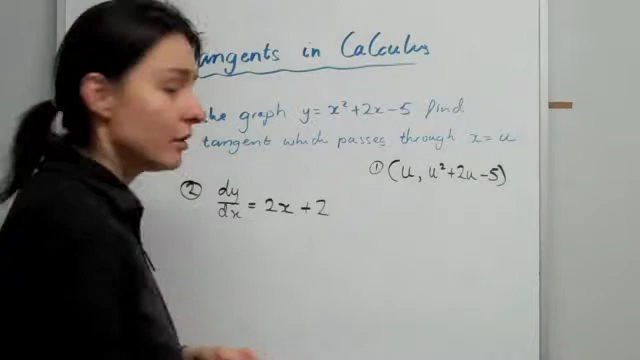 angents in Calculus
he graph y = x² + 2x - 5 find
tangent which passes through x = u
① (u, u² + 2u - 5)
② dy/dx = 2x + 2